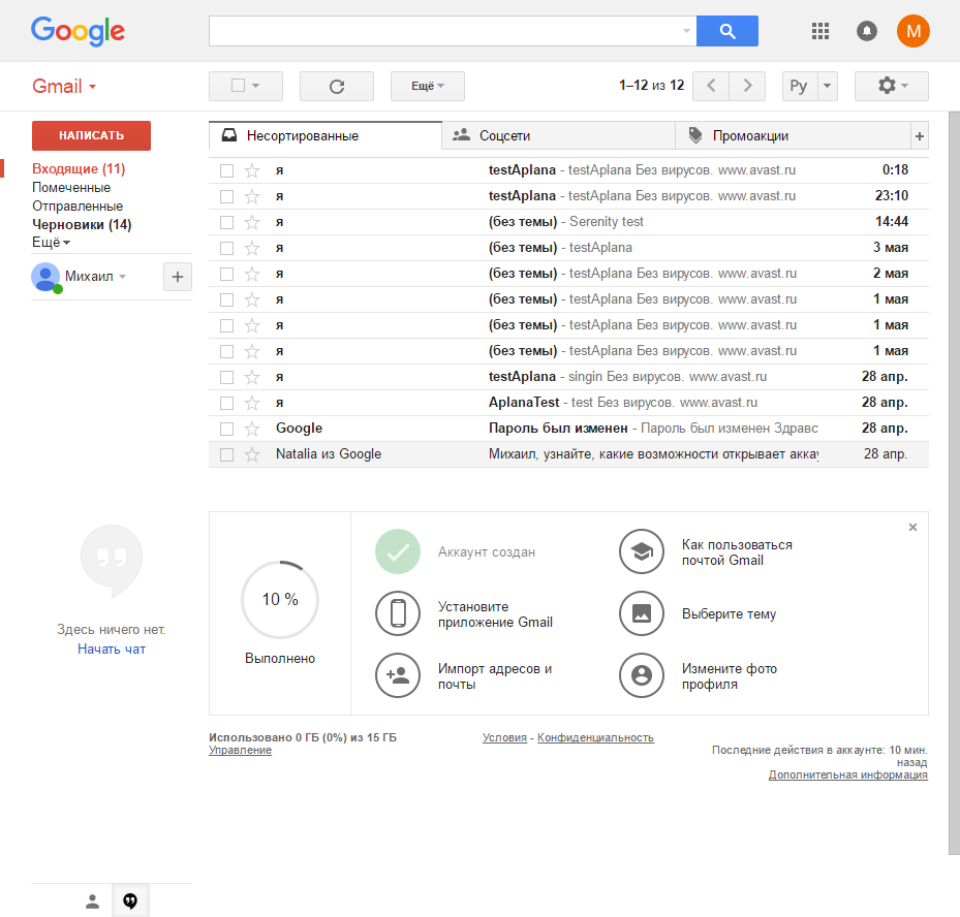 Google
M
Gmail
Ещё
1–12 из 12
Ру
НАПИСАТЬ
Входящие (11)
Помеченные
Отправленные
Черновики (14)
Ещё
Михаил
+
Несортированные
Соцсети
Промоакции
+
я testAplana - testAplana Без вирусов. www.avast.ru 0:18
я testAplana - testAplana Без вирусов. www.avast.ru 23:10
я (без темы) - Serenity test 14:44
я (без темы) - testAplana 3 мая
я (без темы) - testAplana Без вирусов. www.avast.ru 2 мая
я (без темы) - testAplana Без вирусов. www.avast.ru 1 мая
я (без темы) - testAplana Без вирусов. www.avast.ru 1 мая
я (без темы) - testAplana Без вирусов. www.avast.ru 1 мая
я testAplana - singin Без вирусов. www.avast.ru 28 апр.
я AplanaTest - test Без вирусов. www.avast.ru 28 апр.
Google Пароль был изменен - Пароль был изменен Здравс 28 апр.
Natalia из Google Михаил, узнайте, какие возможности открывает акка 28 апр.
Здесь ничего нет.
Начать чат
10 %
Выполнено
Аккаунт создан
Как пользоваться
почтой Gmail
Установите
приложение Gmail
Выберите тему
Импорт адресов и
почты
Измените фото
профиля
Использовано 0 ГБ (0%) из 15 ГБ
Управление
Условия - Конфиденциальность
Последние действия в аккаунте: 10 мин.
назад
Дополнительная информация